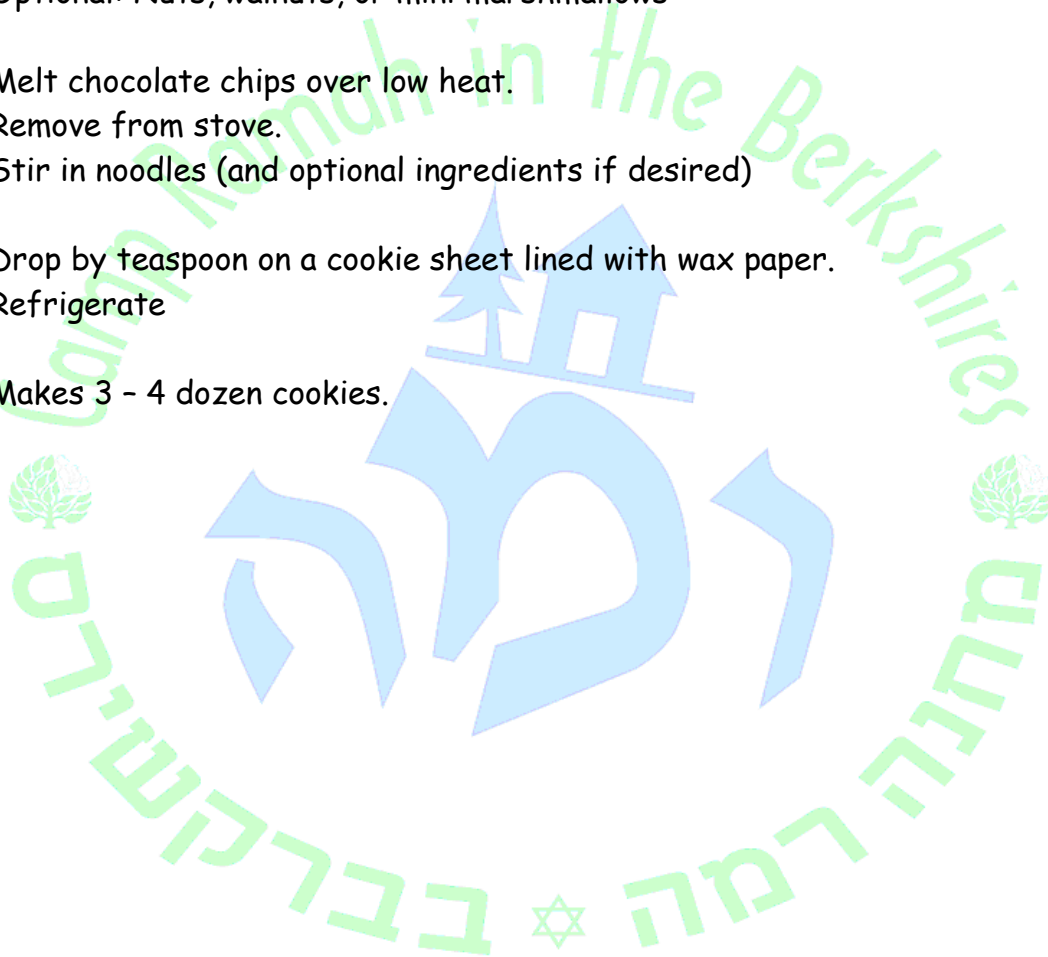 Optional: Nuts, walnuts, or mini marshmallows
Melt chocolate chips over low heat.
Remove from stove.
Stir in noodles (and optional ingredients if desired)
Drop by teaspoon on a cookie sheet lined with wax paper.
Refrigerate
Makes 3 – 4 dozen cookies.
Camp Ramah in the Berkshires
רמה
מחנה רמה בברקשירס